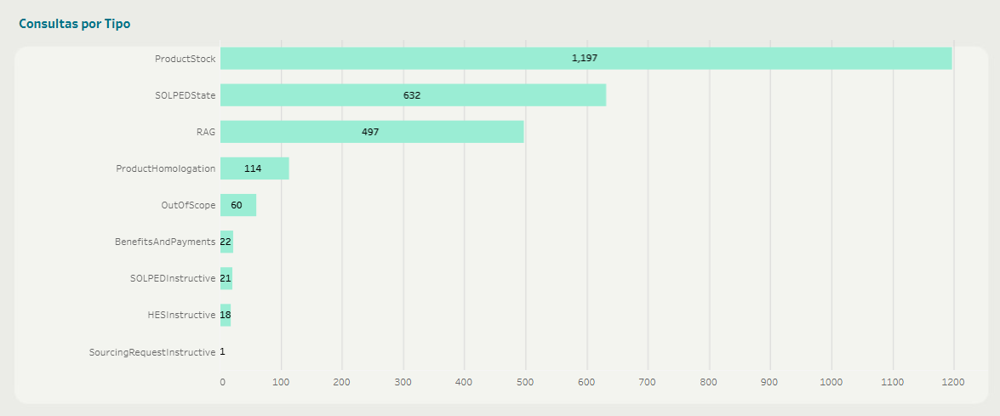 Consultas por Tipo
ProductStock 1,197
SOLPEDState 632
RAG 497
ProductHomologation 114
OutOfScope 60
BenefitsAndPayments 22
SOLPEDInstructive 21
HESInstructive 18
SourcingRequestInstructive 1
0 100 200 300 400 500 600 700 800 900 1000 1100 1200